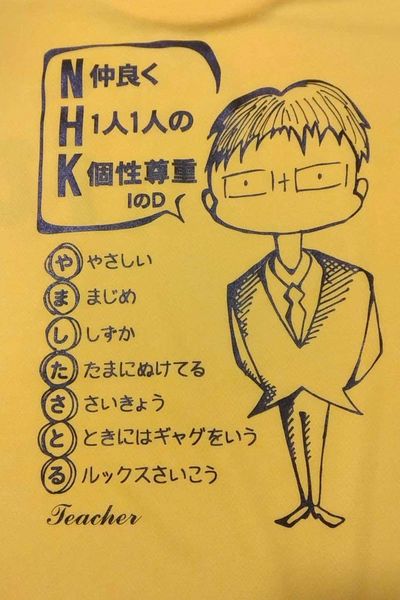 N 仲良く
H 1人1人の
K 個性尊重
IのD
や やさしい
ま まじめ
し しずか
た たまにぬけてる
さ さいきょう
と ときにはギャグをいう
る ルックスさいこう
Teacher